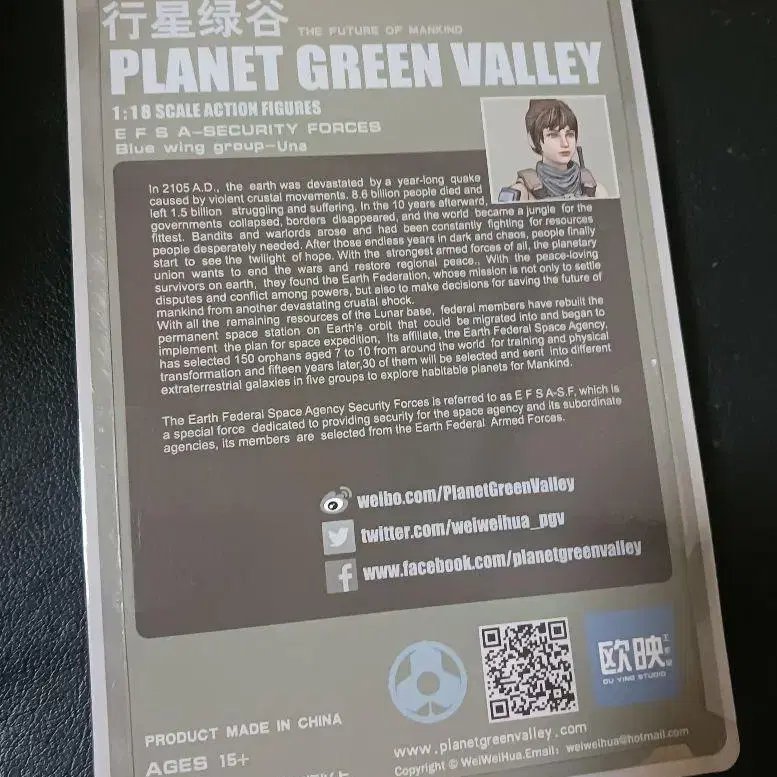 行星绿谷 THE FUTURE OF MANKIND
PLANET GREEN VALLEY
1:18 SCALE ACTION FIGURES
E F S A-SECURITY FORCES
Blue wing group-Una
In 2105 A.D., the earth was devastated by a year-long quake
caused by violent crustal movements. 8.6 billion people died and
left 1.5 billion struggling and suffering. In the 10 years afterward,
governments collapsed, borders disappeared, and the world became a jungle for the
fittest. Bandits and warlords arose and had been constantly fighting for resources
people desperately needed. After those endless years in dark and chaos, people finally
start to see the twilight of hope. With the strongest armed forces of all, the planetary
union wants to end the wars and restore regional peace., With the peace-loving
survivors on earth, they found the Earth Federation, whose mission is not only to settle
disputes and conflict among powers, but also to make decisions for saving the future of
mankind from another devastating crustal shock.
With all the remaining resources of the Lunar base, federal members have rebuilt the
permanent space station on Earth's orbit that could be migrated into and began to
implement the plan for space expedition, Its affiliate, the Earth Federal Space Agency,
has selected 150 orphans aged 7 to 10 from around the world for training and physical
transformation and fifteen years later,30 of them will be selected and sent into different
extraterrestrial galaxies in five groups to explore habitable planets for Mankind.
The Earth Federal Space Agency Security Forces is referred to as E F S A-S.F, which is
a special force dedicated to providing security for the space agency and its subordinate
agencies, its members are selected from the Earth Federal Armed Forces.
weibo.com/PlanetGreenValley
twitter.com/weiweihua_pgv
www.facebook.com/planetgreenvalley
欧映工作室
OU YING STUDIO
PRODUCT MADE IN CHINA
www.planetgreenvalley.com
AGES 15+
Copyright © WeiWeiHua.Email: weiweihua@hotmail.com